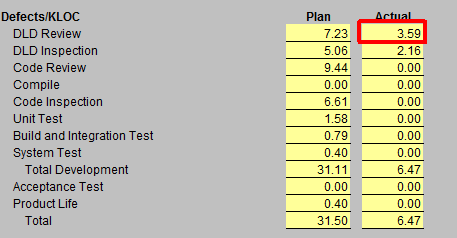 Defects/KLOC Plan Actual
DLD Review 7.23 3.59
DLD Inspection 5.06 2.16
Code Review 9.44 0.00
Compile 0.00 0.00
Code Inspection 6.61 0.00
Unit Test 1.58 0.00
Build and Integration Test 0.79 0.00
System Test 0.40 0.00
Total Development 31.11 6.47
Acceptance Test 0.00 0.00
Product Life 0.40 0.00
Total 31.50 6.47